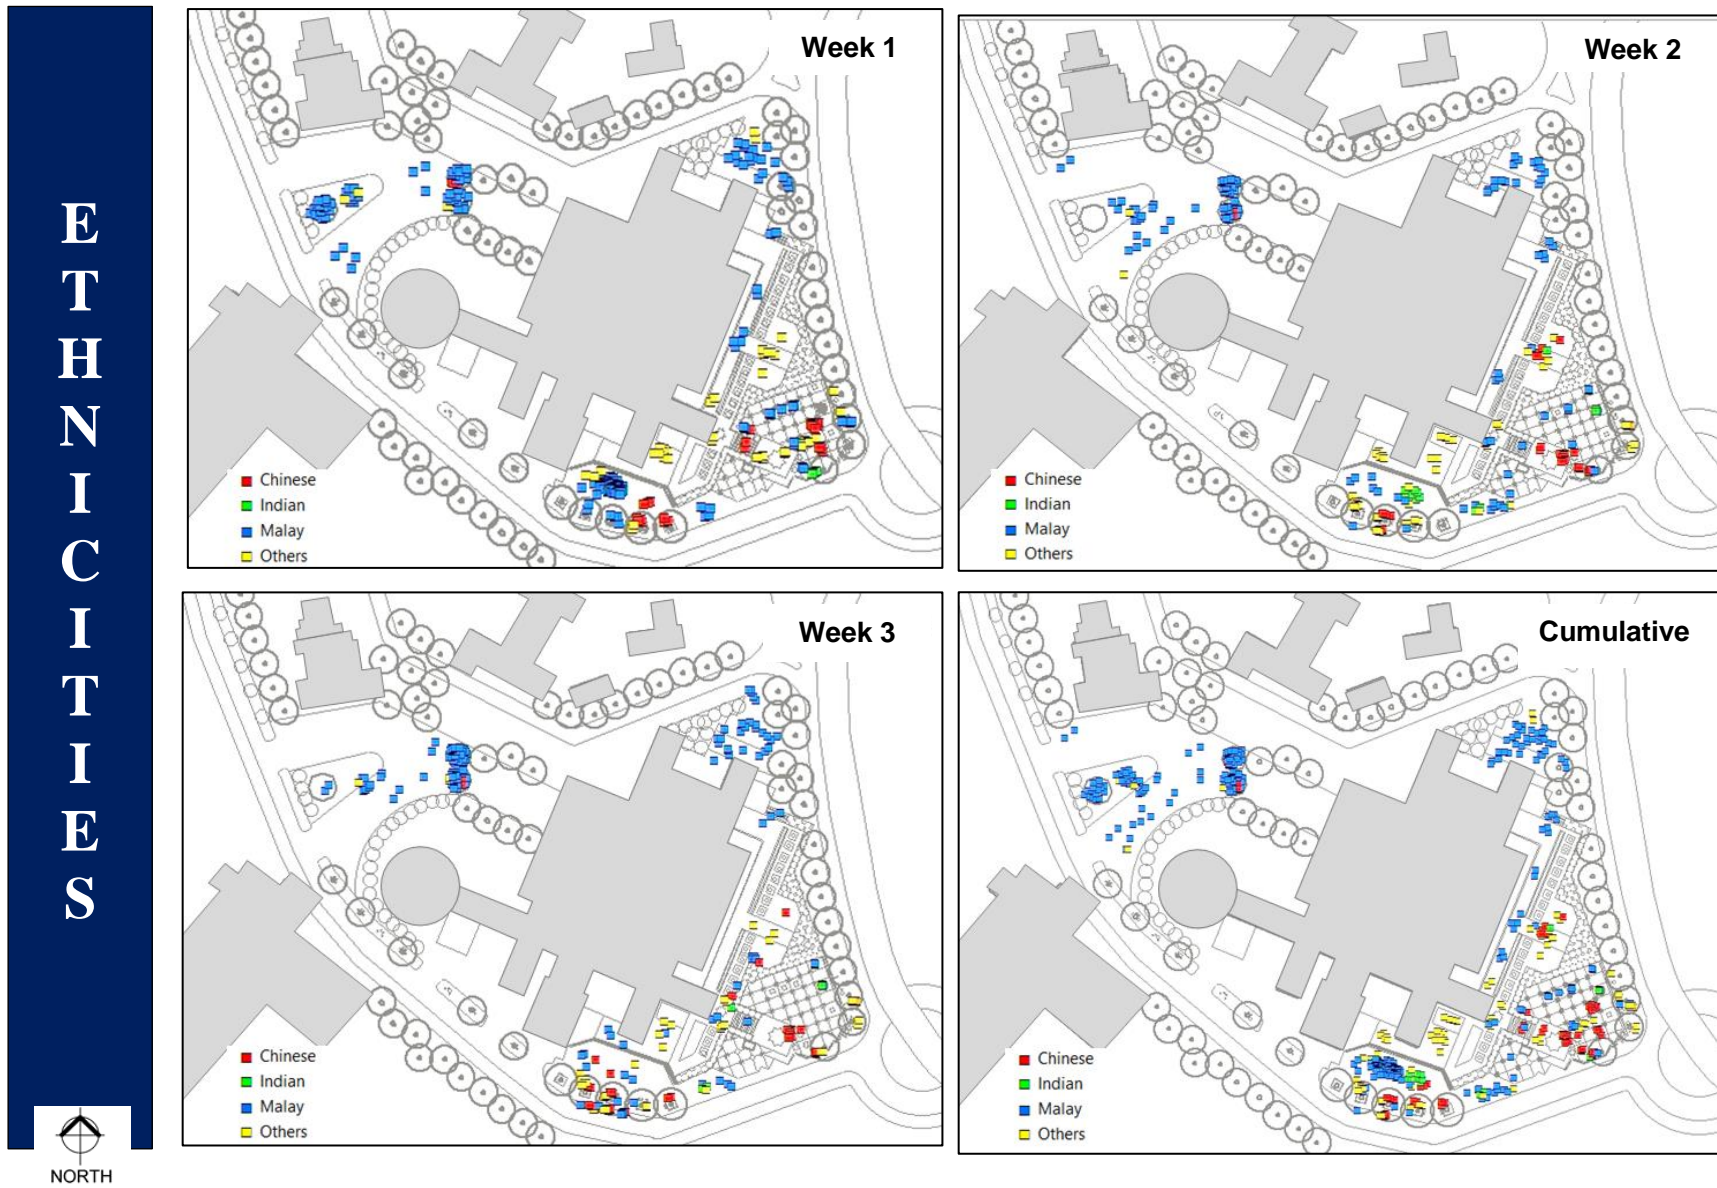 ETHNICITIES
NORTH
Week 1
Chinese
Indian
Malay
Others
Week 2
Chinese
Indian
Malay
Others
Week 3
Chinese
Indian
Malay
Others
Cumulative
Chinese
Indian
Malay
Others